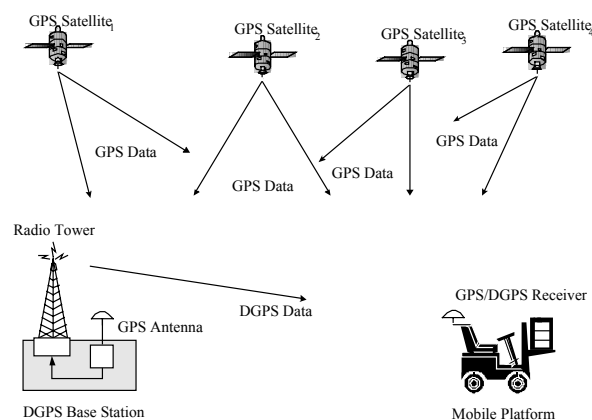 GPS Satellite1
GPS Satellite2
GPS Satellite3
GPS Satellite4
GPS Data
GPS Data
GPS Data
GPS Data
Radio Tower
DGPS Data
GPS/DGPS Receiver
GPS Antenna
DGPS Base Station
Mobile Platform